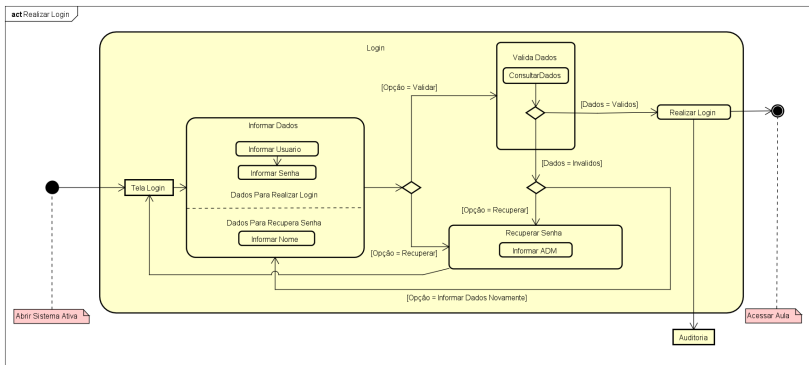 act Realizar Login
Login
Valida Dados
ConsultarDados
[Opção = Validar]
[Dados = Validos]
Realizar Login
Informar Dados
Informar Usuario
Informar Senha
Dados Para Realizar Login
[Dados = Invalidos]
Tela Login
Dados Para Recupera Senha
Informar Nome
[Opção = Recuperar]
Recuperar Senha
Informar ADM
[Opção = Recuperar]
[Opção = Informar Dados Novamente]
Abrir Sistema Ativa
Acessar Aula
Auditoria